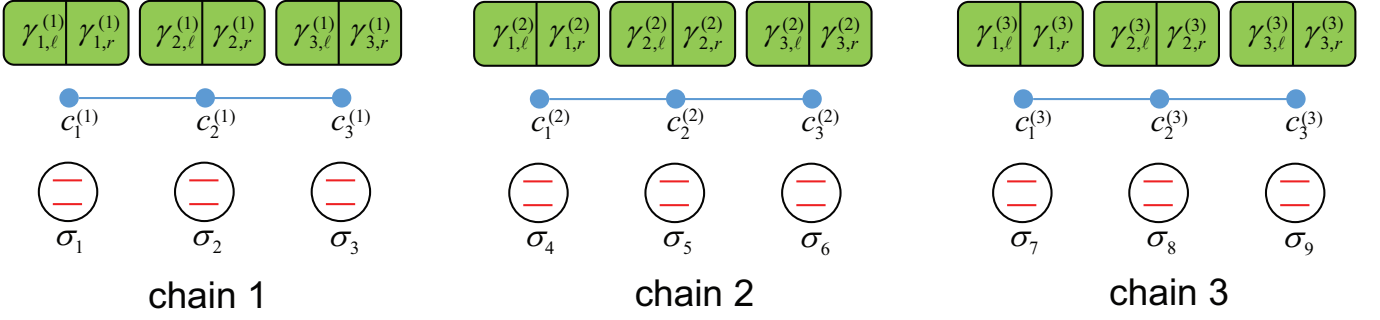 γ_{1,ℓ}^{(1)} γ_{1,r}^{(1)} γ_{2,ℓ}^{(1)} γ_{2,r}^{(1)} γ_{3,ℓ}^{(1)} γ_{3,r}^{(1)} γ_{1,ℓ}^{(2)} γ_{1,r}^{(2)} γ_{2,ℓ}^{(2)} γ_{2,r}^{(2)} γ_{3,ℓ}^{(2)} γ_{3,r}^{(2)} γ_{1,ℓ}^{(3)} γ_{1,r}^{(3)} γ_{2,ℓ}^{(3)} γ_{2,r}^{(3)} γ_{3,ℓ}^{(3)} γ_{3,r}^{(3)}
c_1^{(1)} c_2^{(1)} c_3^{(1)} c_1^{(2)} c_2^{(2)} c_3^{(2)} c_1^{(3)} c_2^{(3)} c_3^{(3)}
σ_1 σ_2 σ_3 σ_4 σ_5 σ_6 σ_7 σ_8 σ_9
chain 1 chain 2 chain 3